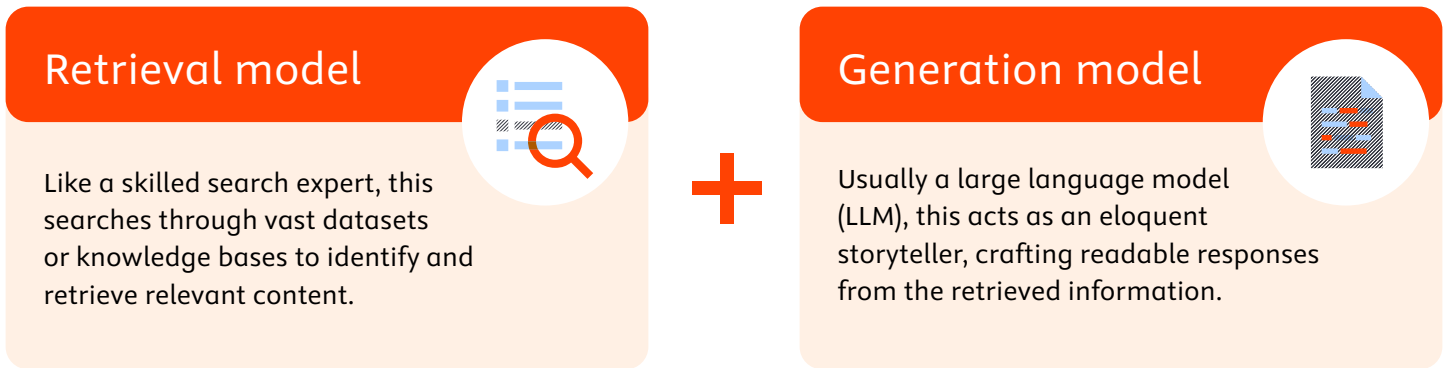 Retrieval model
Like a skilled search expert, this
searches through vast datasets
or knowledge bases to identify and
retrieve relevant content.
+
Generation model
Usually a large language model
(LLM), this acts as an eloquent
storyteller, crafting readable responses
from the retrieved information.